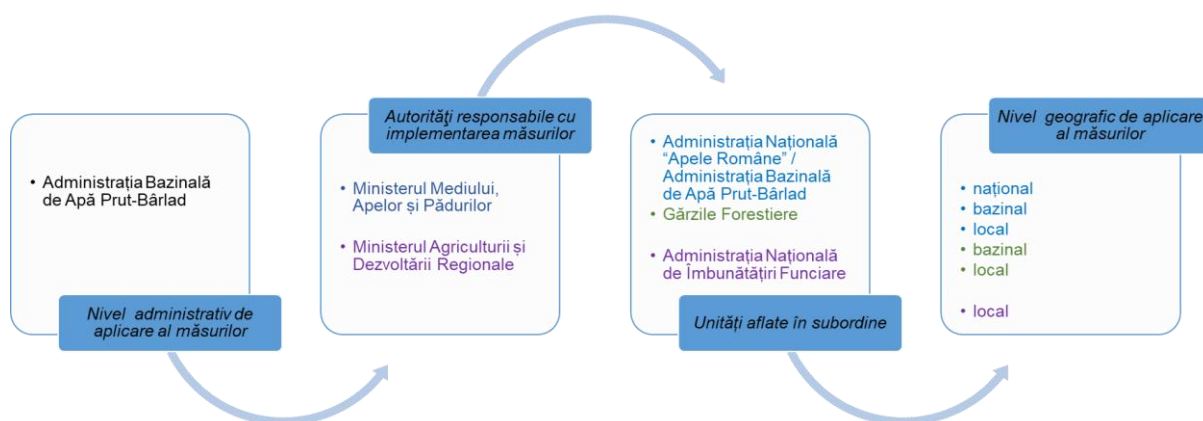 • Administrația Bazinală
de Apă Prut-Bârlad
Nivel administrativ de
aplicare al măsurilor
Autorităţi responsabile cu
implementarea măsurilor
• Ministerul Mediului,
Apelor și Pădurilor
• Ministerul Agriculturii și
Dezvoltării Regionale
• Administrația Națională
“Apele Române” /
Administrația Bazinală
de Apă Prut-Bârlad
• Gărzile Forestiere
• Administrația Națională
de Îmbunătățiri Funciare
Unități aflate în subordine
Nivel geografic de aplicare
al măsurilor
• național
• bazinal
• local
• bazinal
• local
• local